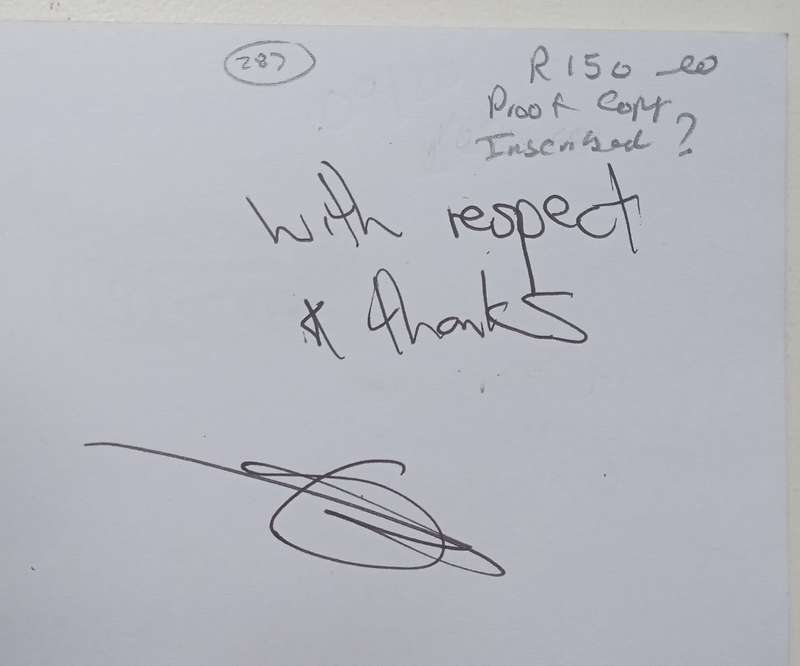 287
R150-00
Proof Copy
Inscribed ?
With respect
& thanks